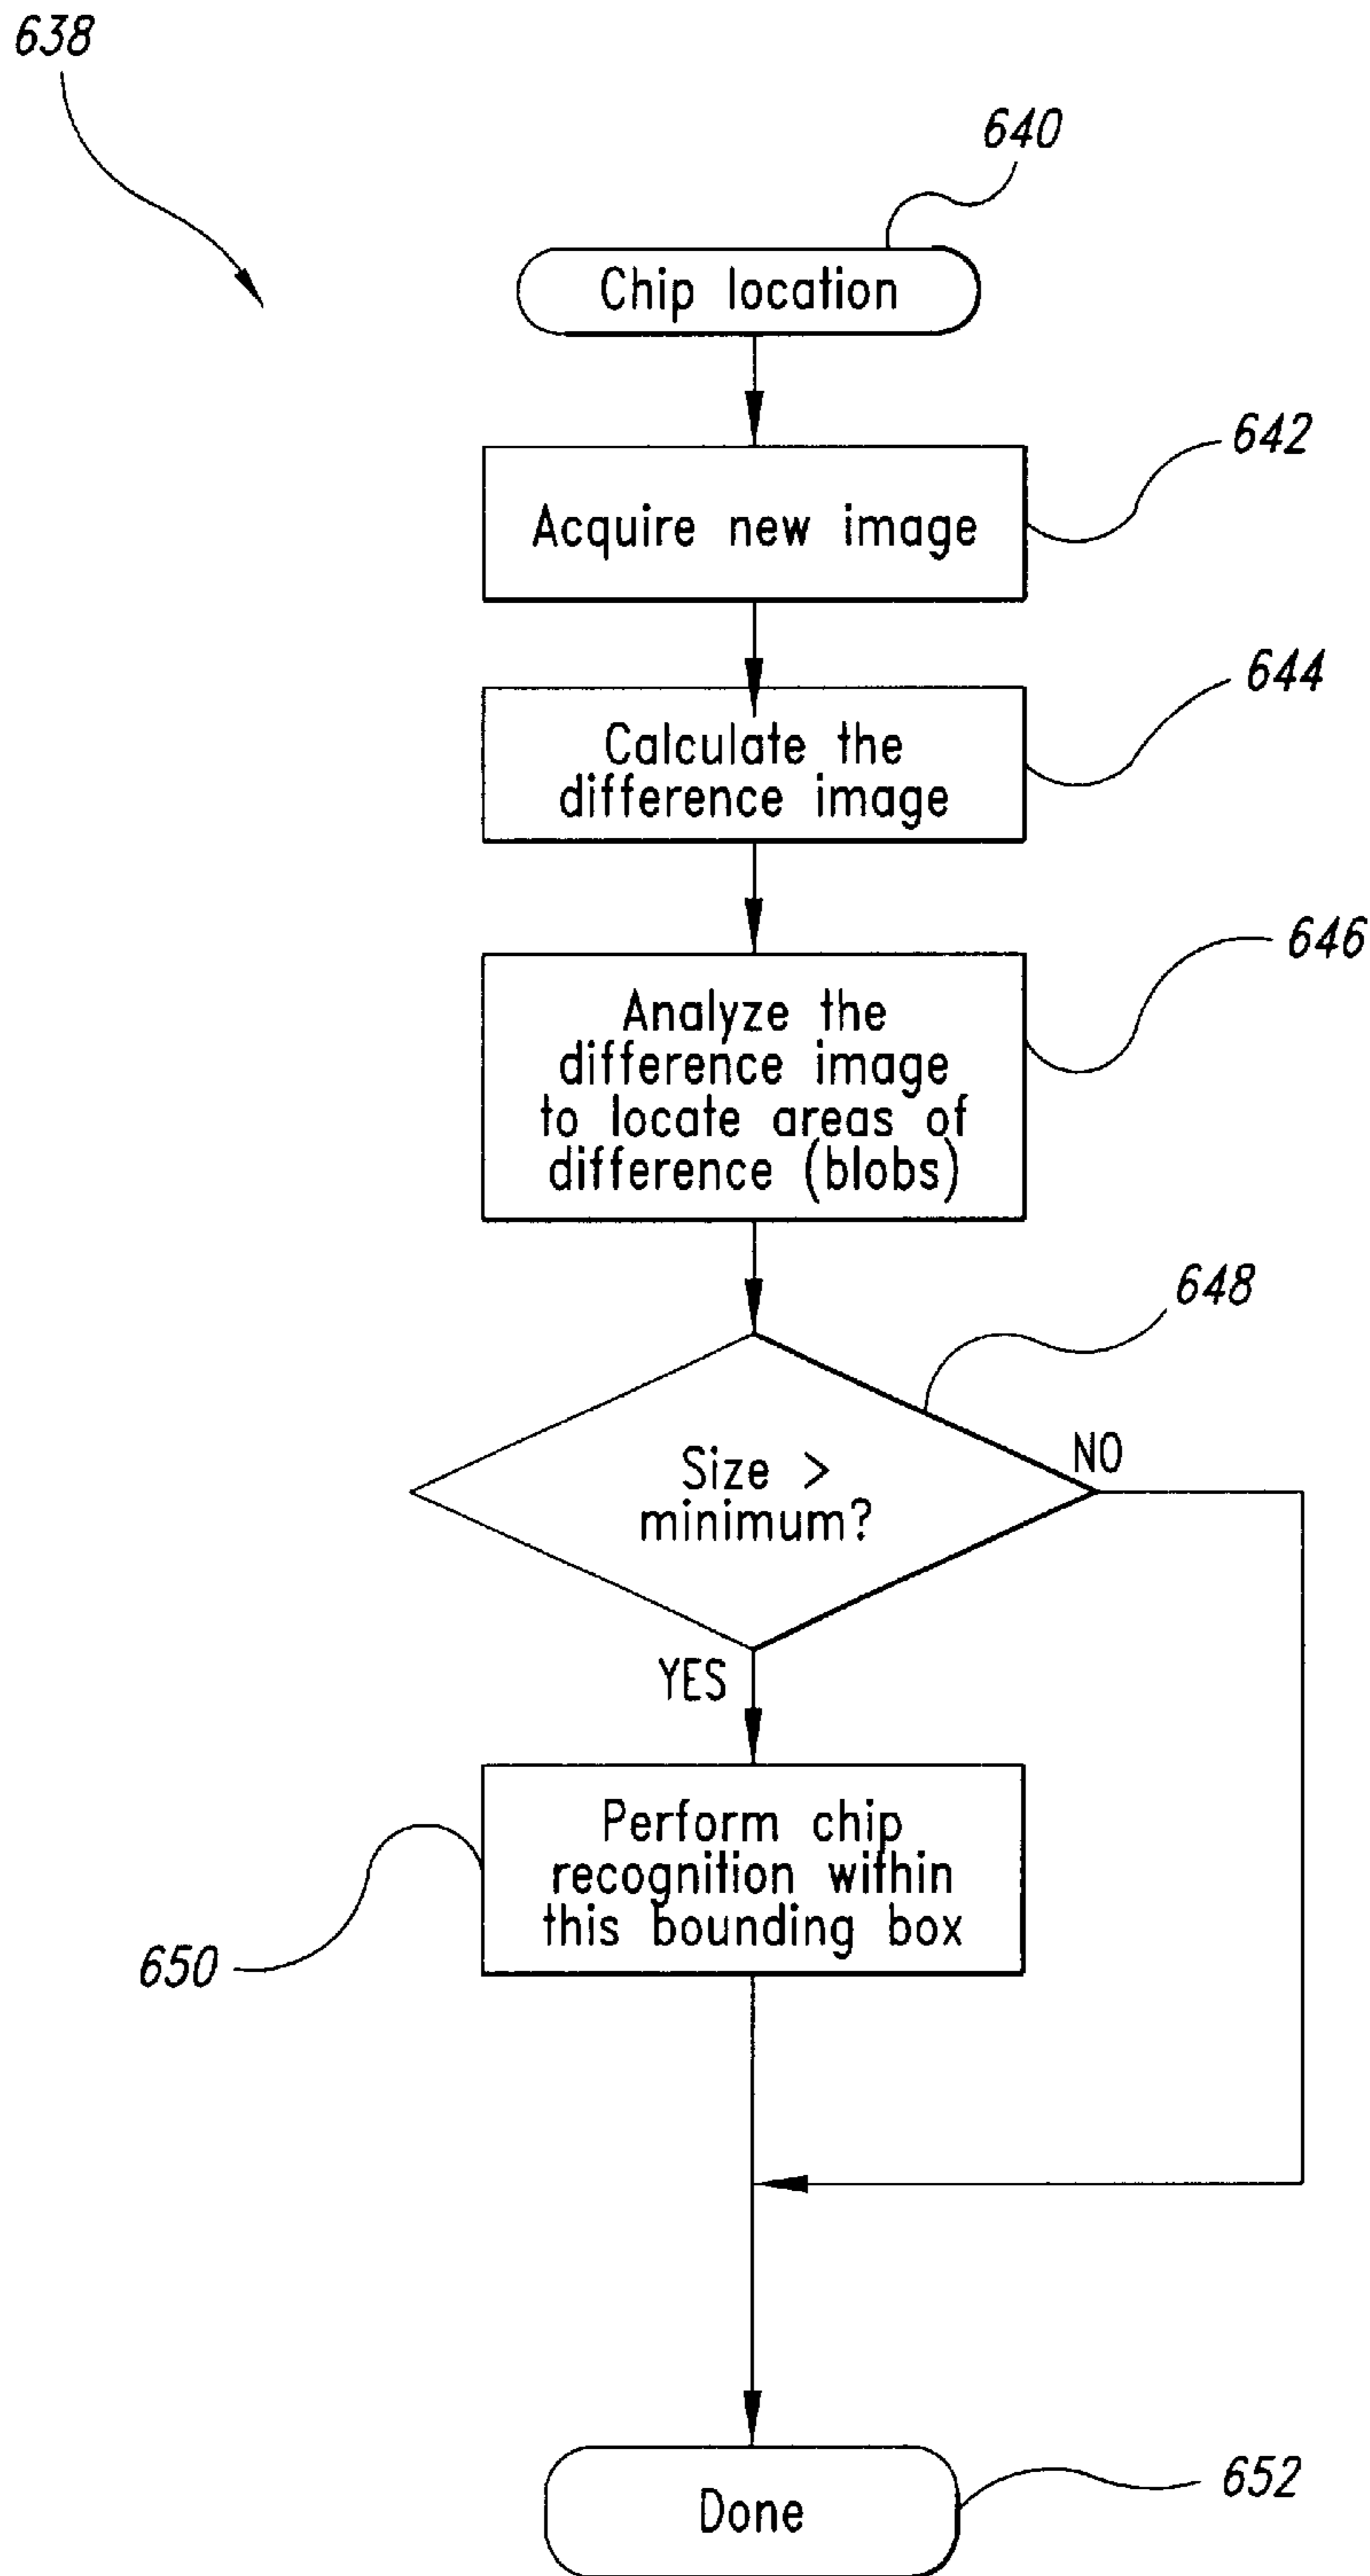 638
640
Chip location
642
Acquire new image
644
Calculate the
difference image
646
Analyze the
difference image
to locate areas of
difference (blobs)
648
NO
Size >
minimum?
YES
Perform chip
recognition within
this bounding box
650
652
Done